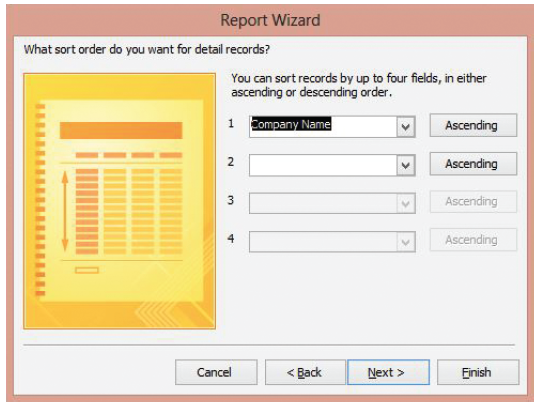 Report Wizard
What sort order do you want for detail records?
You can sort records by up to four fields, in either
ascending or descending order.
1 Company Name Ascending
2 Ascending
3 Ascending
4 Ascending
Cancel < Back Next > Finish